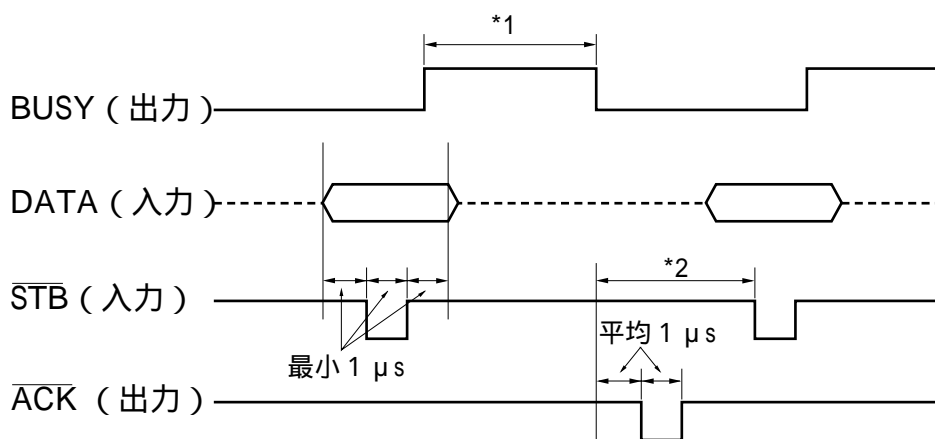 *1
BUSY(出力)
DATA(入力)
*2
STB(入力)
平均1 μs
最小1 μs
ACK(出力)